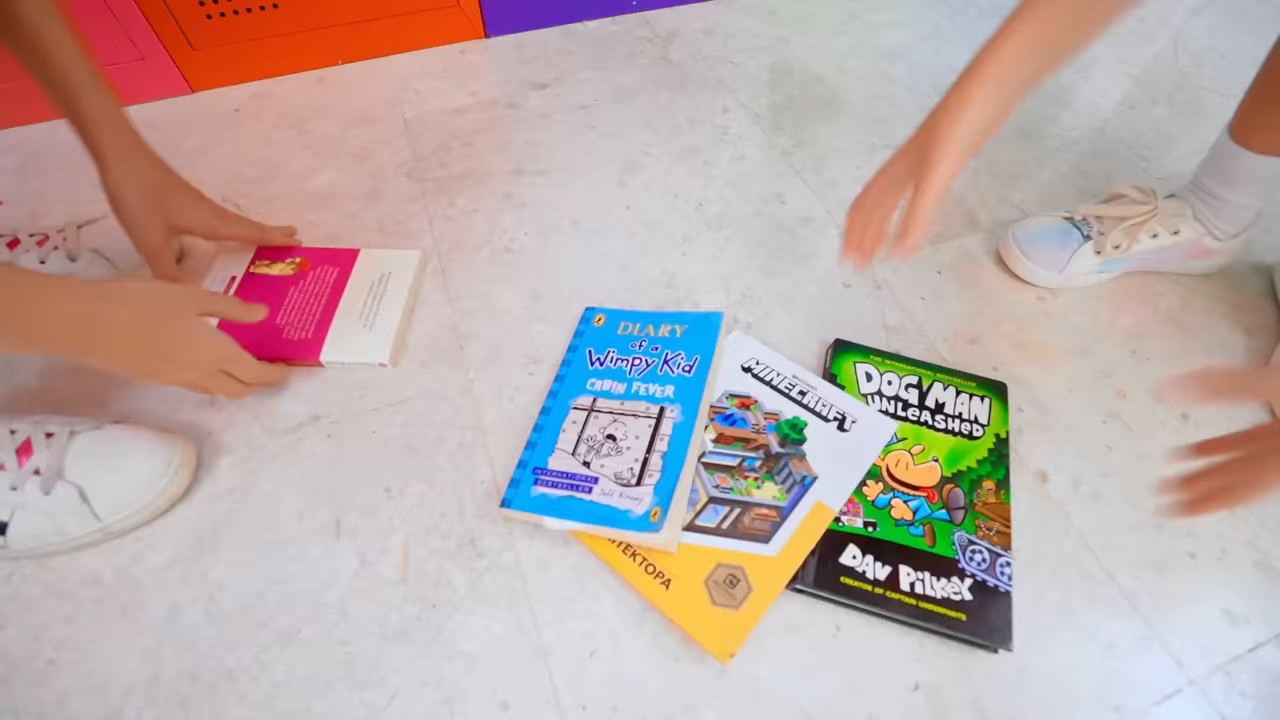 DIARY
of a
Wimpy Kid
CABIN FEVER
INTERNATIONAL
BESTSELLER
Jeff Kinney
MINECRAFT
ТЕКТОРА
THE INTERNATIONAL BESTSELLER
DOG MAN
UNLEASHED
DAV PILKEY
CREATOR OF CAPTAIN UNDERPANTS